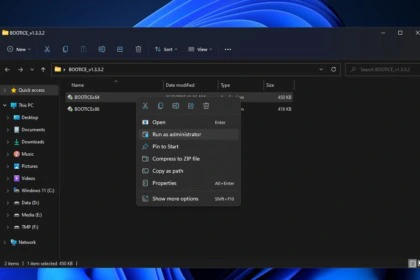 BOOTICE_v1.3.3.2
New
Sort
View
BOOTICE_v1.3.3.2
Search BOOTICE_v1.3.3.2
Quick access
This PC
Desktop
Documents
Downloads
Music
Pictures
Videos
Windows 11 (C:)
Data (D:)
Media (E:)
TMP (F:)
Network
Name Date modified Type Size
BOOTICEx64 450 KB
BOOTICEx86 419 KB
Open Enter
Run as administrator
Pin to Start
Compress to ZIP file
Copy as path
Properties Alt+Enter
Show more options Shift+F10
2 items 1 item selected 450 KB